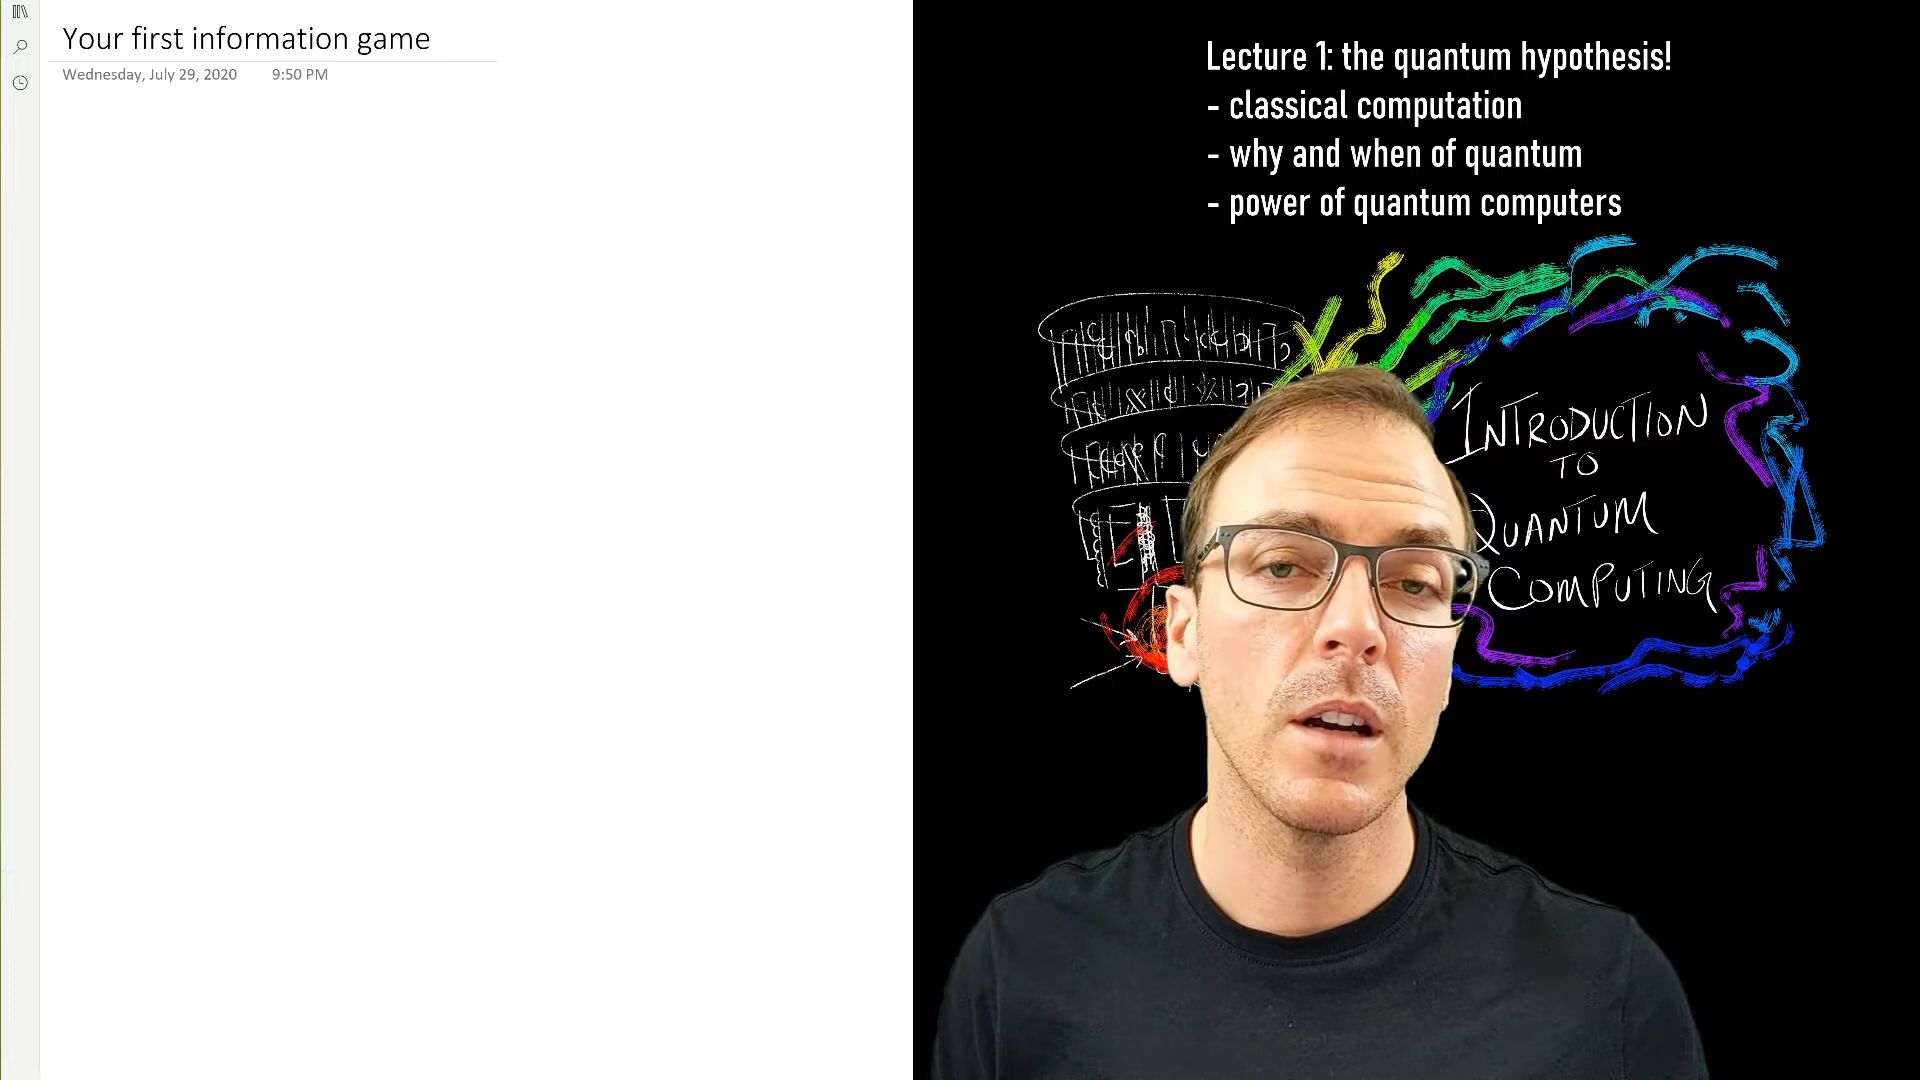 Your first information game
Wednesday, July 29, 2020 9:50 PM
Lecture 1: the quantum hypothesis!
- classical computation
- why and when of quantum
- power of quantum computers
INTRODUCTION
TO
QUANTUM
COMPUTING